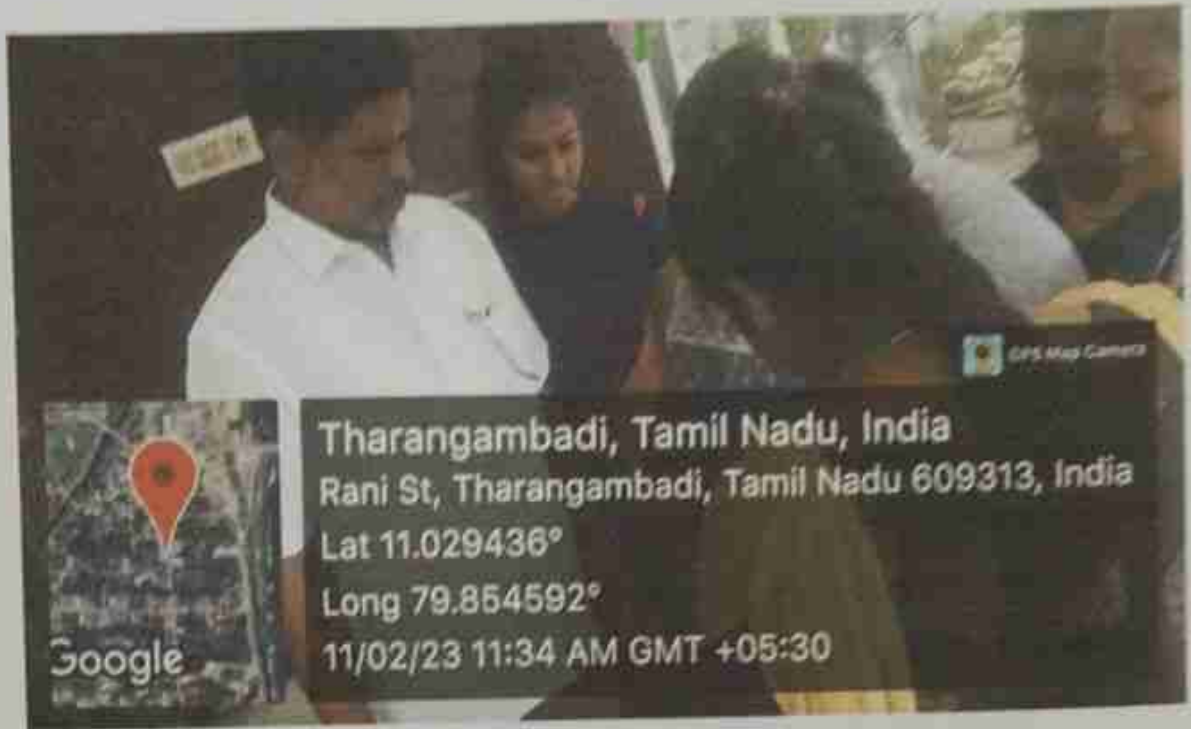 GPS Map Camera
Tharangambadi, Tamil Nadu, India
Rani St, Tharangambadi, Tamil Nadu 609313, India
Lat 11.029436°
Long 79.854592°
11/02/23 11:34 AM GMT +05:30
Google